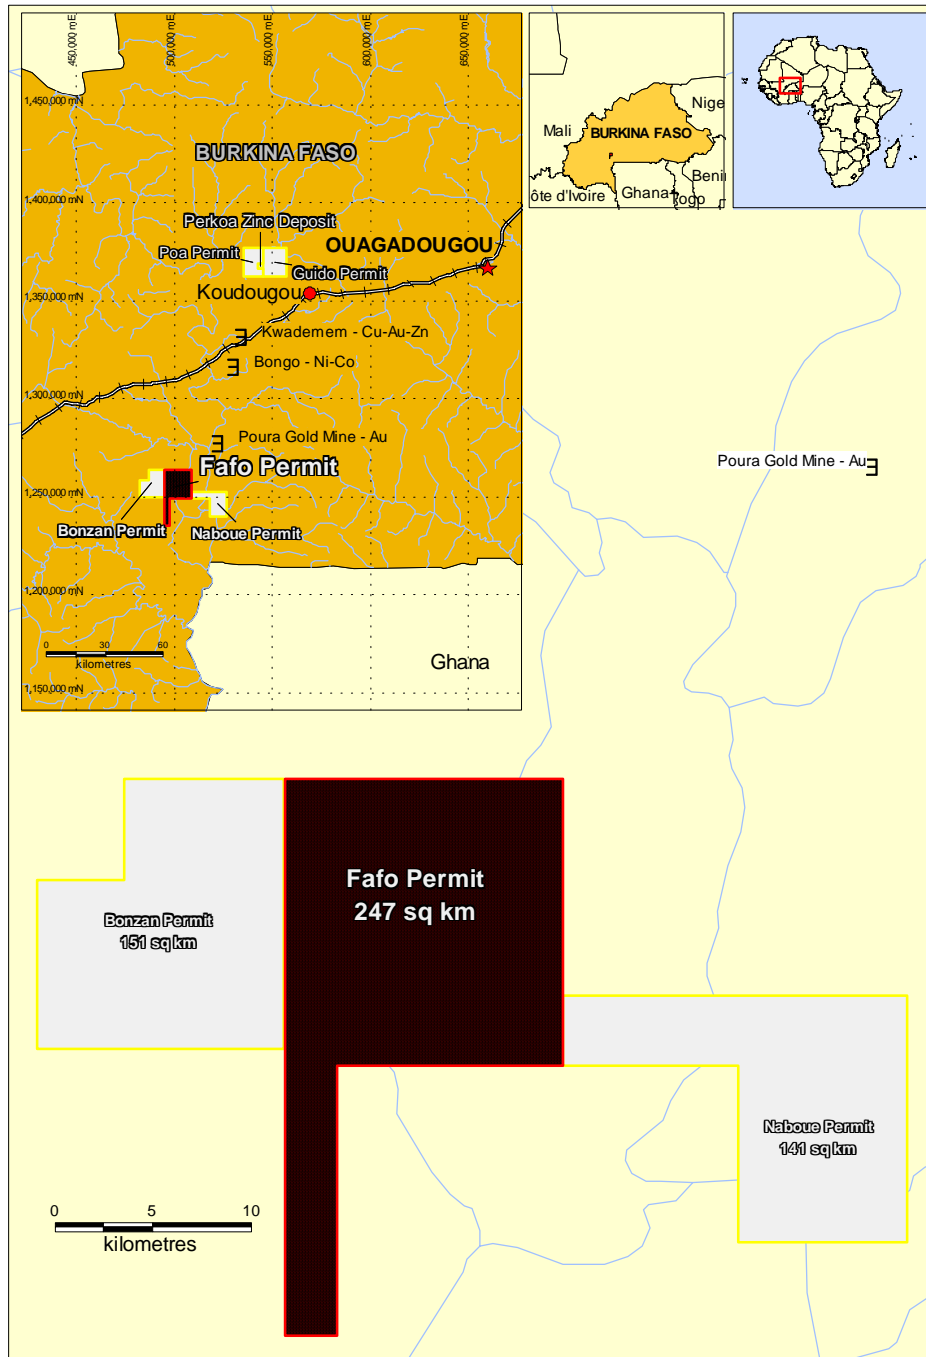 450,000 mE
500,000 mE
550,000 mE
600,000 mE
650,000 mE
1,450,000 mN
BURKINA FASO
1,400,000 mN
Perkoa Zinc Deposit
OUAGADOUGOU
Poa Permit
Guido Permit
Koudougou
1,350,000 mN
Kwademem - Cu-Au-Zn
Bongo - Ni-Co
1,300,000 mN
Poura Gold Mine - Au
Fafo Permit
1,250,000 mN
Bonzan Permit
Naboue Permit
1,200,000 mN
0 30 60
kilometres
Ghana
1,150,000 mN
Nige
Mali
BURKINA FASO
P
Beni
ôte d'Ivoire
Ghana
Togo
Poura Gold Mine - Au
Fafo Permit
247 sq km
Bonzan Permit
151 sq km
Naboue Permit
141 sq km
0 5 10
kilometres